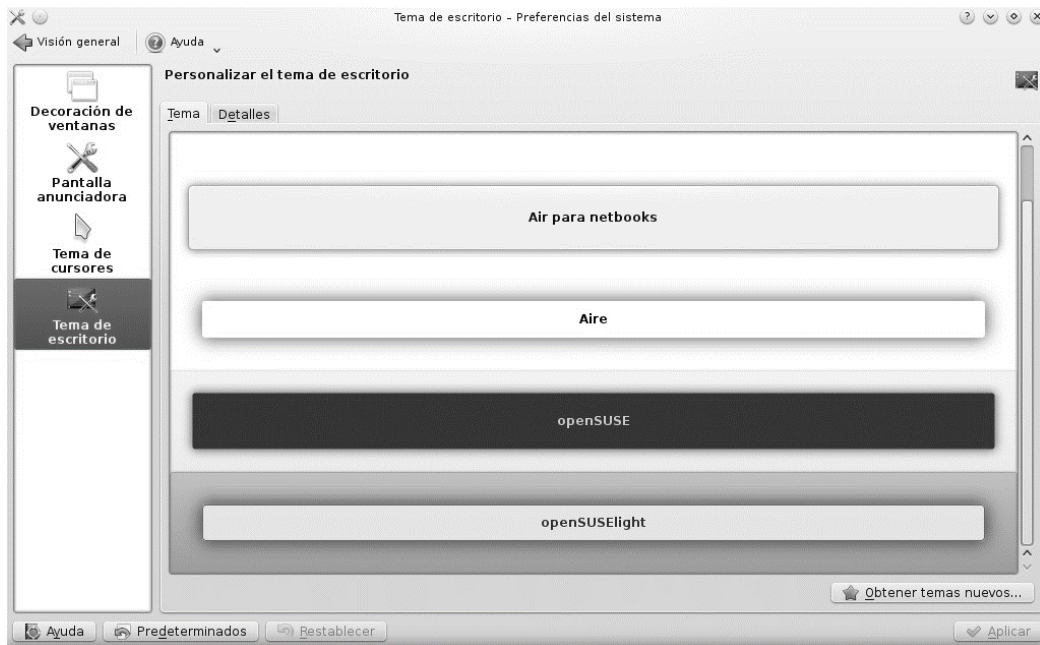 Tema de escritorio – Preferencias del sistema
Visión general
Ayuda
Decoración de
ventanas
Pantalla
anunciadora
Tema de
cursores
Tema de
escritorio
Personalizar el tema de escritorio
Tema
Detalles
Air para netbooks
Aire
openSUSE
openSUSElight
Obtener temas nuevos...
Ayuda
Predeterminados
Restablecer
Aplicar